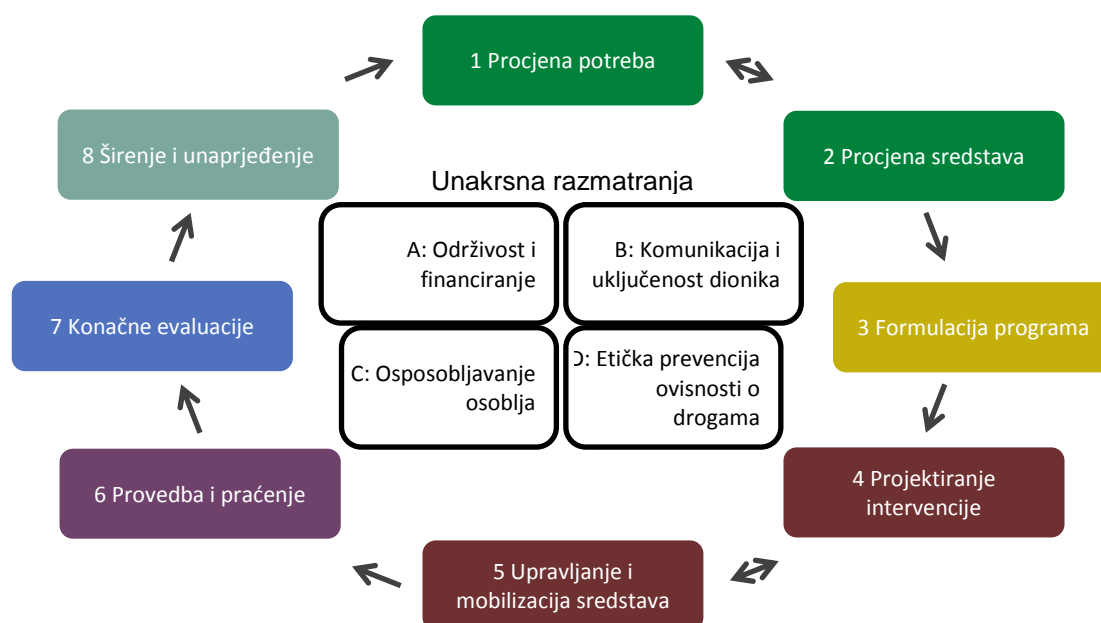 1 Procjena potreba
2 Procjena sredstava
3 Formulacija programa
4 Projektiranje
intervencije
5 Upravljanje i
mobilizacija sredstava
6 Provedba i praćenje
7 Konačne evaluacije
8 Širenje i unaprjeđenje
Unakrsna razmatranja
A: Održivost i
financiranje
B: Komunikacija i
uključenost dionika
C: Osposobljavanje
osoblja
D: Etička prevencija
ovisnosti o
drogama